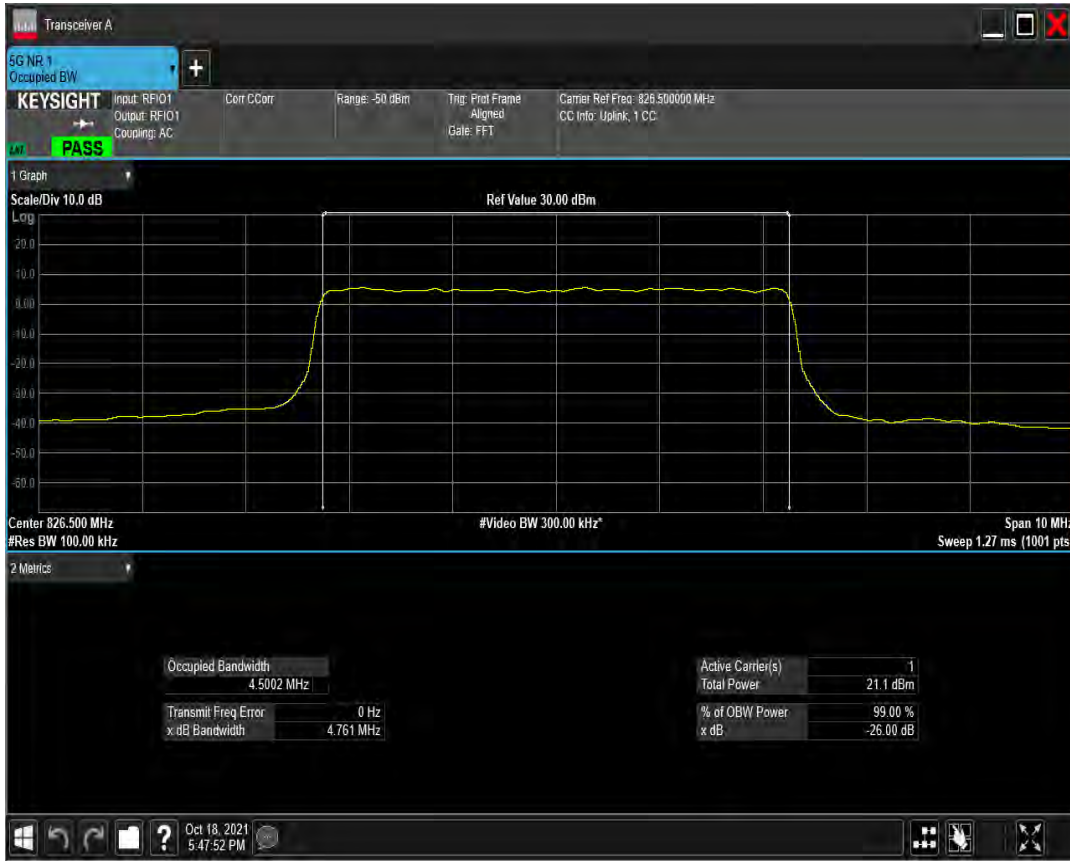 Transceiver A
5G NR 1
Occupied BW
+
KEYSIGHT
Input: RFIO1
Output: RFIO1
Coupling: AC
Corr CCorr
Range: -50 dBm
Trig: Prot Frame
Aligned
Gate: FFT
Carrier Ref Freq: 826.500000 MHz
CC Info: Uplink, 1 CC
PASS
1 Graph
Scale/Div 10.0 dB
Ref Value 30.00 dBm
Log
20.0
10.0
0.00
-10.0
-20.0
-30.0
-40.0
-50.0
-60.0
Center 826.500 MHz
#Video BW 300.00 kHz*
Span 10 MHz
#Res BW 100.00 kHz
Sweep 1.27 ms (1001 pts
2 Metrics
Occupied Bandwidth
4.5002 MHz
Transmit Freq Error 0 Hz
x dB Bandwidth 4.761 MHz
Active Carrier(s) 1
Total Power 21.1 dBm
% of OBW Power 99.00 %
x dB -26.00 dB
?
Oct 18, 2021
5:47:52 PM